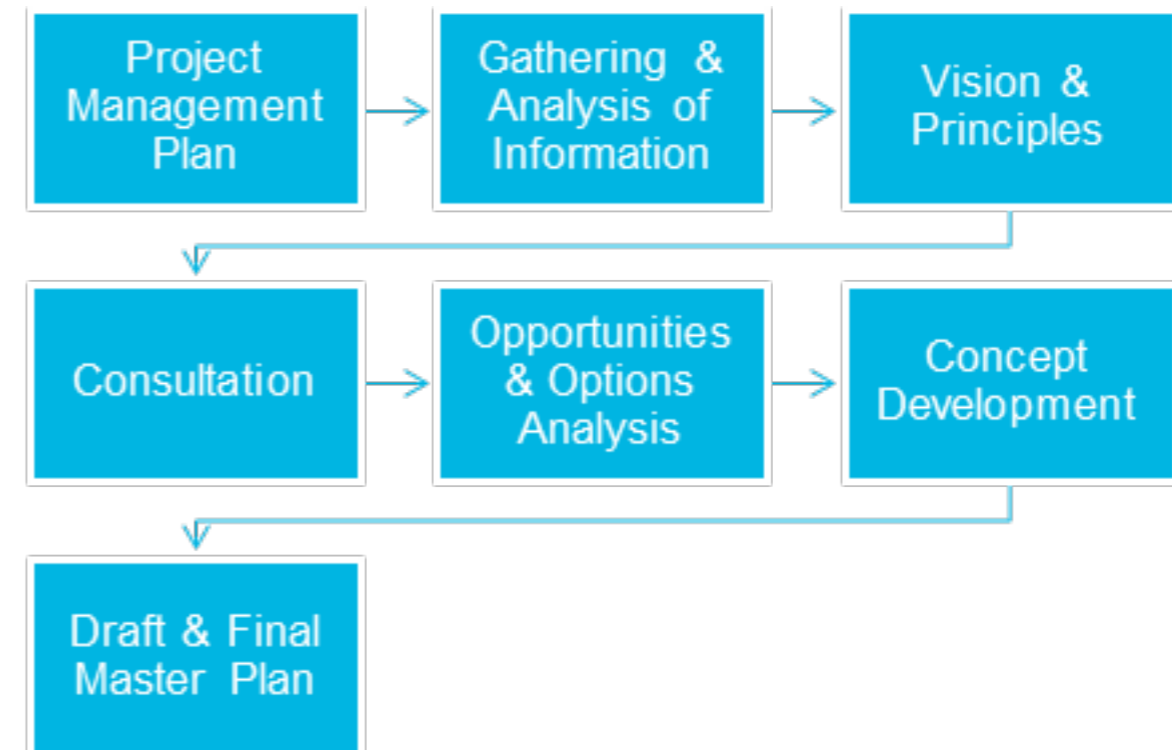 Project
Management
Plan
Gathering & 
Analysis of
Information
Vision &
Principles
Consultation
Opportunities
& Options
Analysis
Concept
Development
Draft & Final
Master Plan